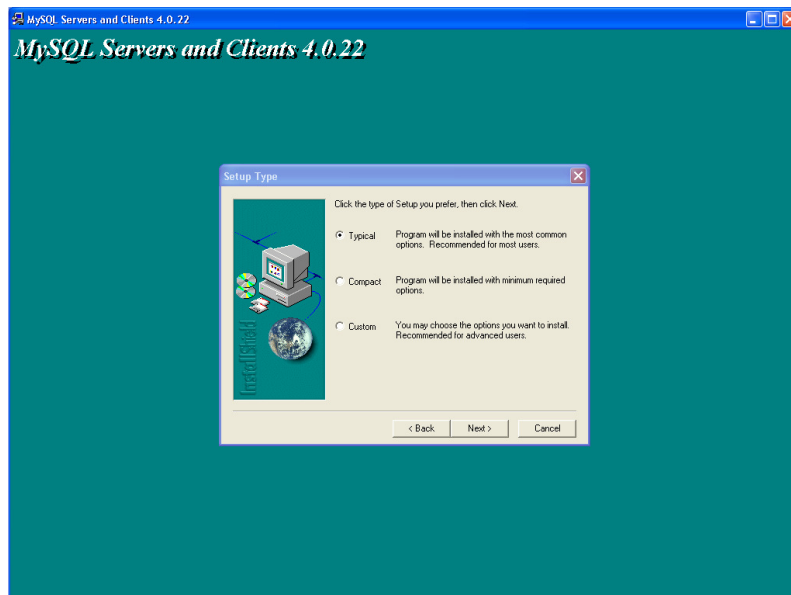 MySQL Servers and Clients 4.0.22
MySQL Servers and Clients 4.0.22
Setup Type
Click the type of Setup you prefer, then click Next.
Typical
Program will be installed with the most common
options. Recommended for most users.
Compact
Program will be installed with minimum required
options.
Custom
You may choose the options you want to install.
Recommended for advanced users.
InstallShield
< Back
Next >
Cancel